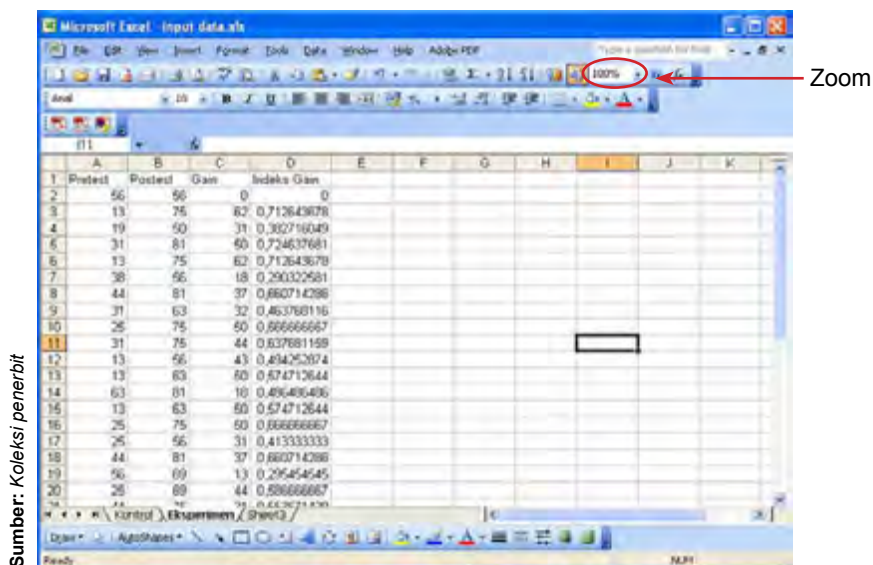 Microsoft Excel - input data.xls
File Edit View Insert Format Tools Data Window Help Adobe PDF
100%
Zoom
Arial 10 B I U
I11
A B C D E F G H I J K
1 Pretest Postest Gain Indeks Gain
2 56 56 0 0
3 13 75 62 0,712643678
4 19 50 31 0,382716049
5 31 81 50 0,724637681
6 13 75 62 0,712643678
7 38 56 18 0,290322581
8 44 81 37 0,660714286
9 31 63 32 0,463768116
10 25 75 50 0,666666667
11 31 75 44 0,637681159
12 13 56 43 0,494252874
13 13 63 50 0,574712644
14 63 81 18 0,486486486
15 13 63 50 0,574712644
16 25 75 50 0,666666667
17 25 56 31 0,413333333
18 44 81 37 0,660714286
19 56 69 13 0,295454545
20 25 69 44 0,586666667
Kontrol Eksperimen Sheet3
Draw AutoShapes
Ready NUM
Sumber: Koleksi penerbit